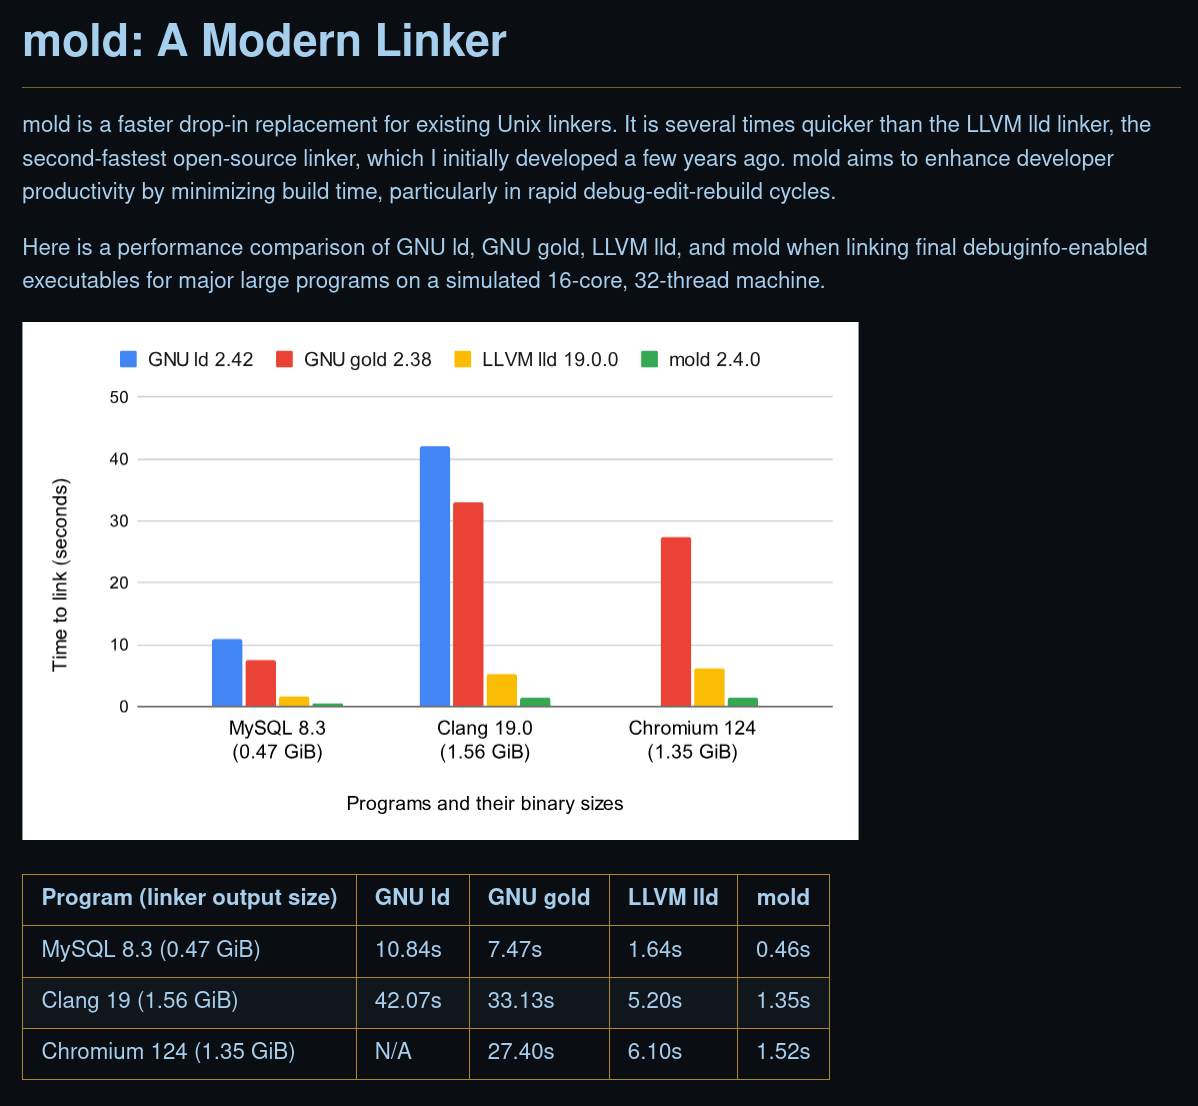 mold: A Modern Linker
mold is a faster drop-in replacement for existing Unix linkers. It is several times quicker than the LLVM lld linker, the
second-fastest open-source linker, which I initially developed a few years ago. mold aims to enhance developer
productivity by minimizing build time, particularly in rapid debug-edit-rebuild cycles.
Here is a performance comparison of GNU ld, GNU gold, LLVM lld, and mold when linking final debuginfo-enabled
executables for major large programs on a simulated 16-core, 32-thread machine.
GNU ld 2.42 GNU gold 2.38 LLVM lld 19.0.0 mold 2.4.0
Time to link (seconds)
50
40
30
20
10
0
MySQL 8.3 Clang 19.0 Chromium 124
(0.47 GiB) (1.56 GiB) (1.35 GiB)
Programs and their binary sizes
Program (linker output size) GNU ld GNU gold LLVM lld mold
MySQL 8.3 (0.47 GiB) 10.84s 7.47s 1.64s 0.46s
Clang 19 (1.56 GiB) 42.07s 33.13s 5.20s 1.35s
Chromium 124 (1.35 GiB) N/A 27.40s 6.10s 1.52s